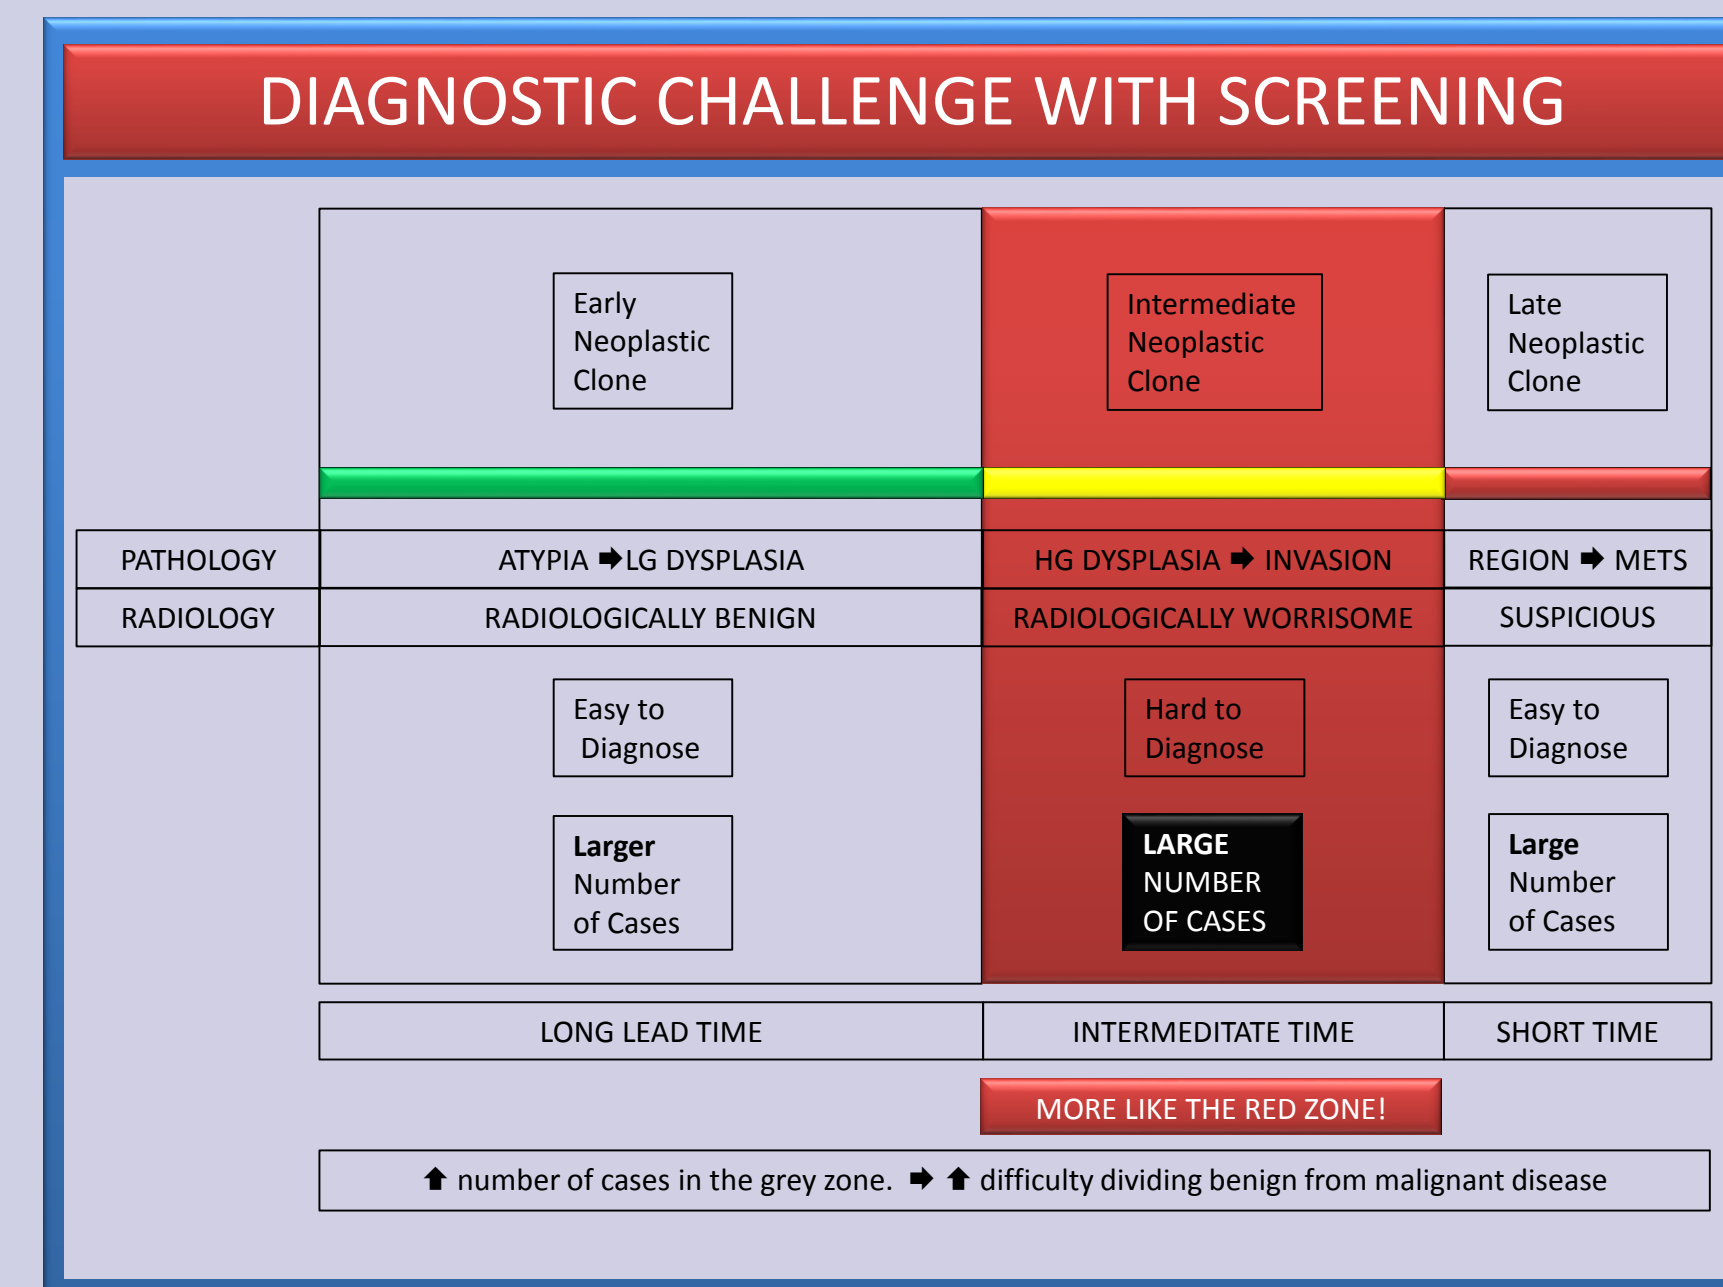 DIAGNOSTIC CHALLENGE WITH SCREENING
Early
Neoplastic
Clone
Intermediate
Neoplastic
Clone
Late
Neoplastic
Clone
PATHOLOGY
ATYPIA 🡆 LG DYSPLASIA
HG DYSPLASIA 🡆 INVASION
REGION 🡆 METS
RADIOLOGY
RADIOLOGICALLY BENIGN
RADIOLOGICALLY WORRISOME
SUSPICIOUS
Easy to
Diagnose
Hard to
Diagnose
Easy to
Diagnose
Larger
Number
of Cases
LARGE
NUMBER
OF CASES
Large
Number
of Cases
LONG LEAD TIME
INTERMEDITATE TIME
SHORT TIME
MORE LIKE THE RED ZONE!
🡅 number of cases in the grey zone. 🡆 🡅 difficulty dividing benign from malignant disease